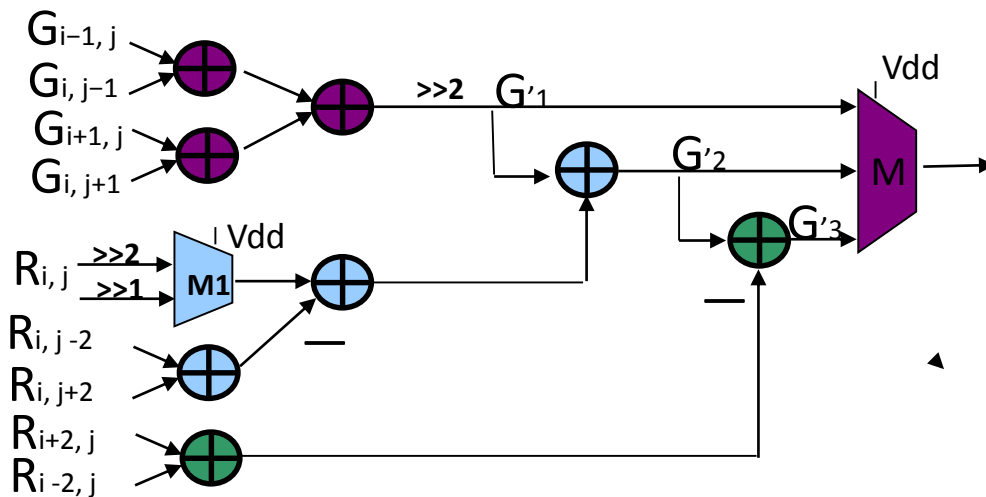 Gi−1, j
Gi, j−1
Gi+1, j
Gi, j+1
>>2
G'1
Vdd
G'2
M
G'3
Vdd
Ri, j
>>2
>>1
M1
Ri, j -2
Ri, j+2
Ri+2, j
Ri -2, j